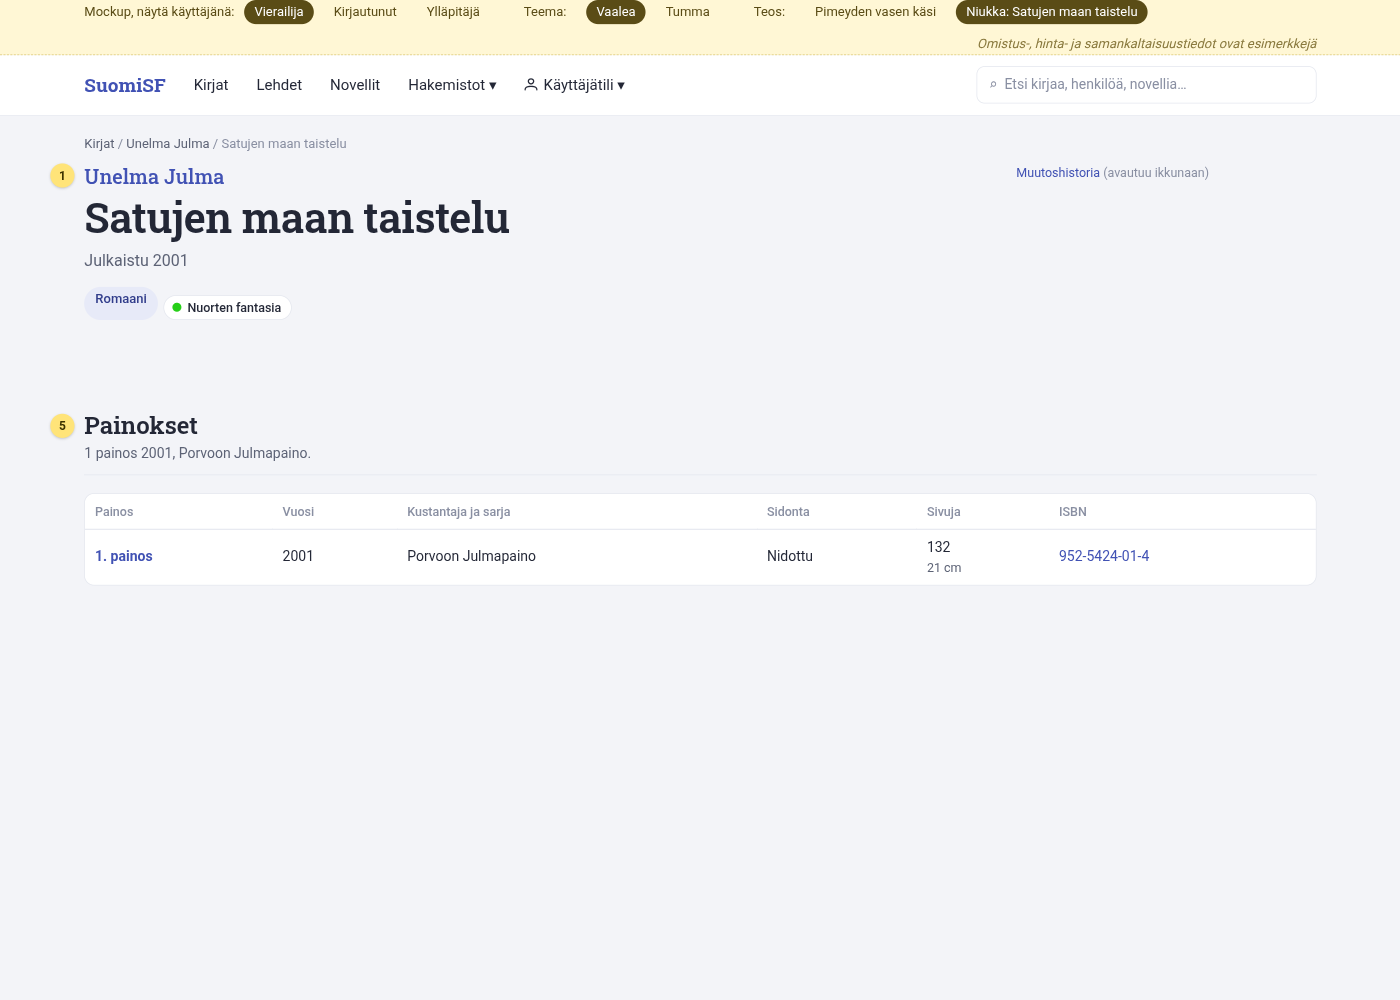 Mockup, näytä käyttäjänä: Vierailija Kirjautunut Ylläpitäjä Teema: Vaalea Tumma Teos: Pimeyden vasen käsi Niukka: Satujen maan taistelu
Omistus-, hinta- ja samankaltaisuustiedot ovat esimerkkejä
SuomiSF Kirjat Lehdet Novellit Hakemistot ▾ Käyttäjätili ▾ ⌕ Etsi kirjaa, henkilöä, novellia…
Kirjat / Unelma Julma / Satujen maan taistelu
1 Unelma Julma Muutoshistoria (avautuu ikkunaan)
Satujen maan taistelu
Julkaistu 2001
Romaani Nuorten fantasia
5 Painokset
1 painos 2001, Porvoon Julmapaino.
Painos Vuosi Kustantaja ja sarja Sidonta Sivuja ISBN
1. painos 2001 Porvoon Julmapaino Nidottu 132 952-5424-01-4
21 cm